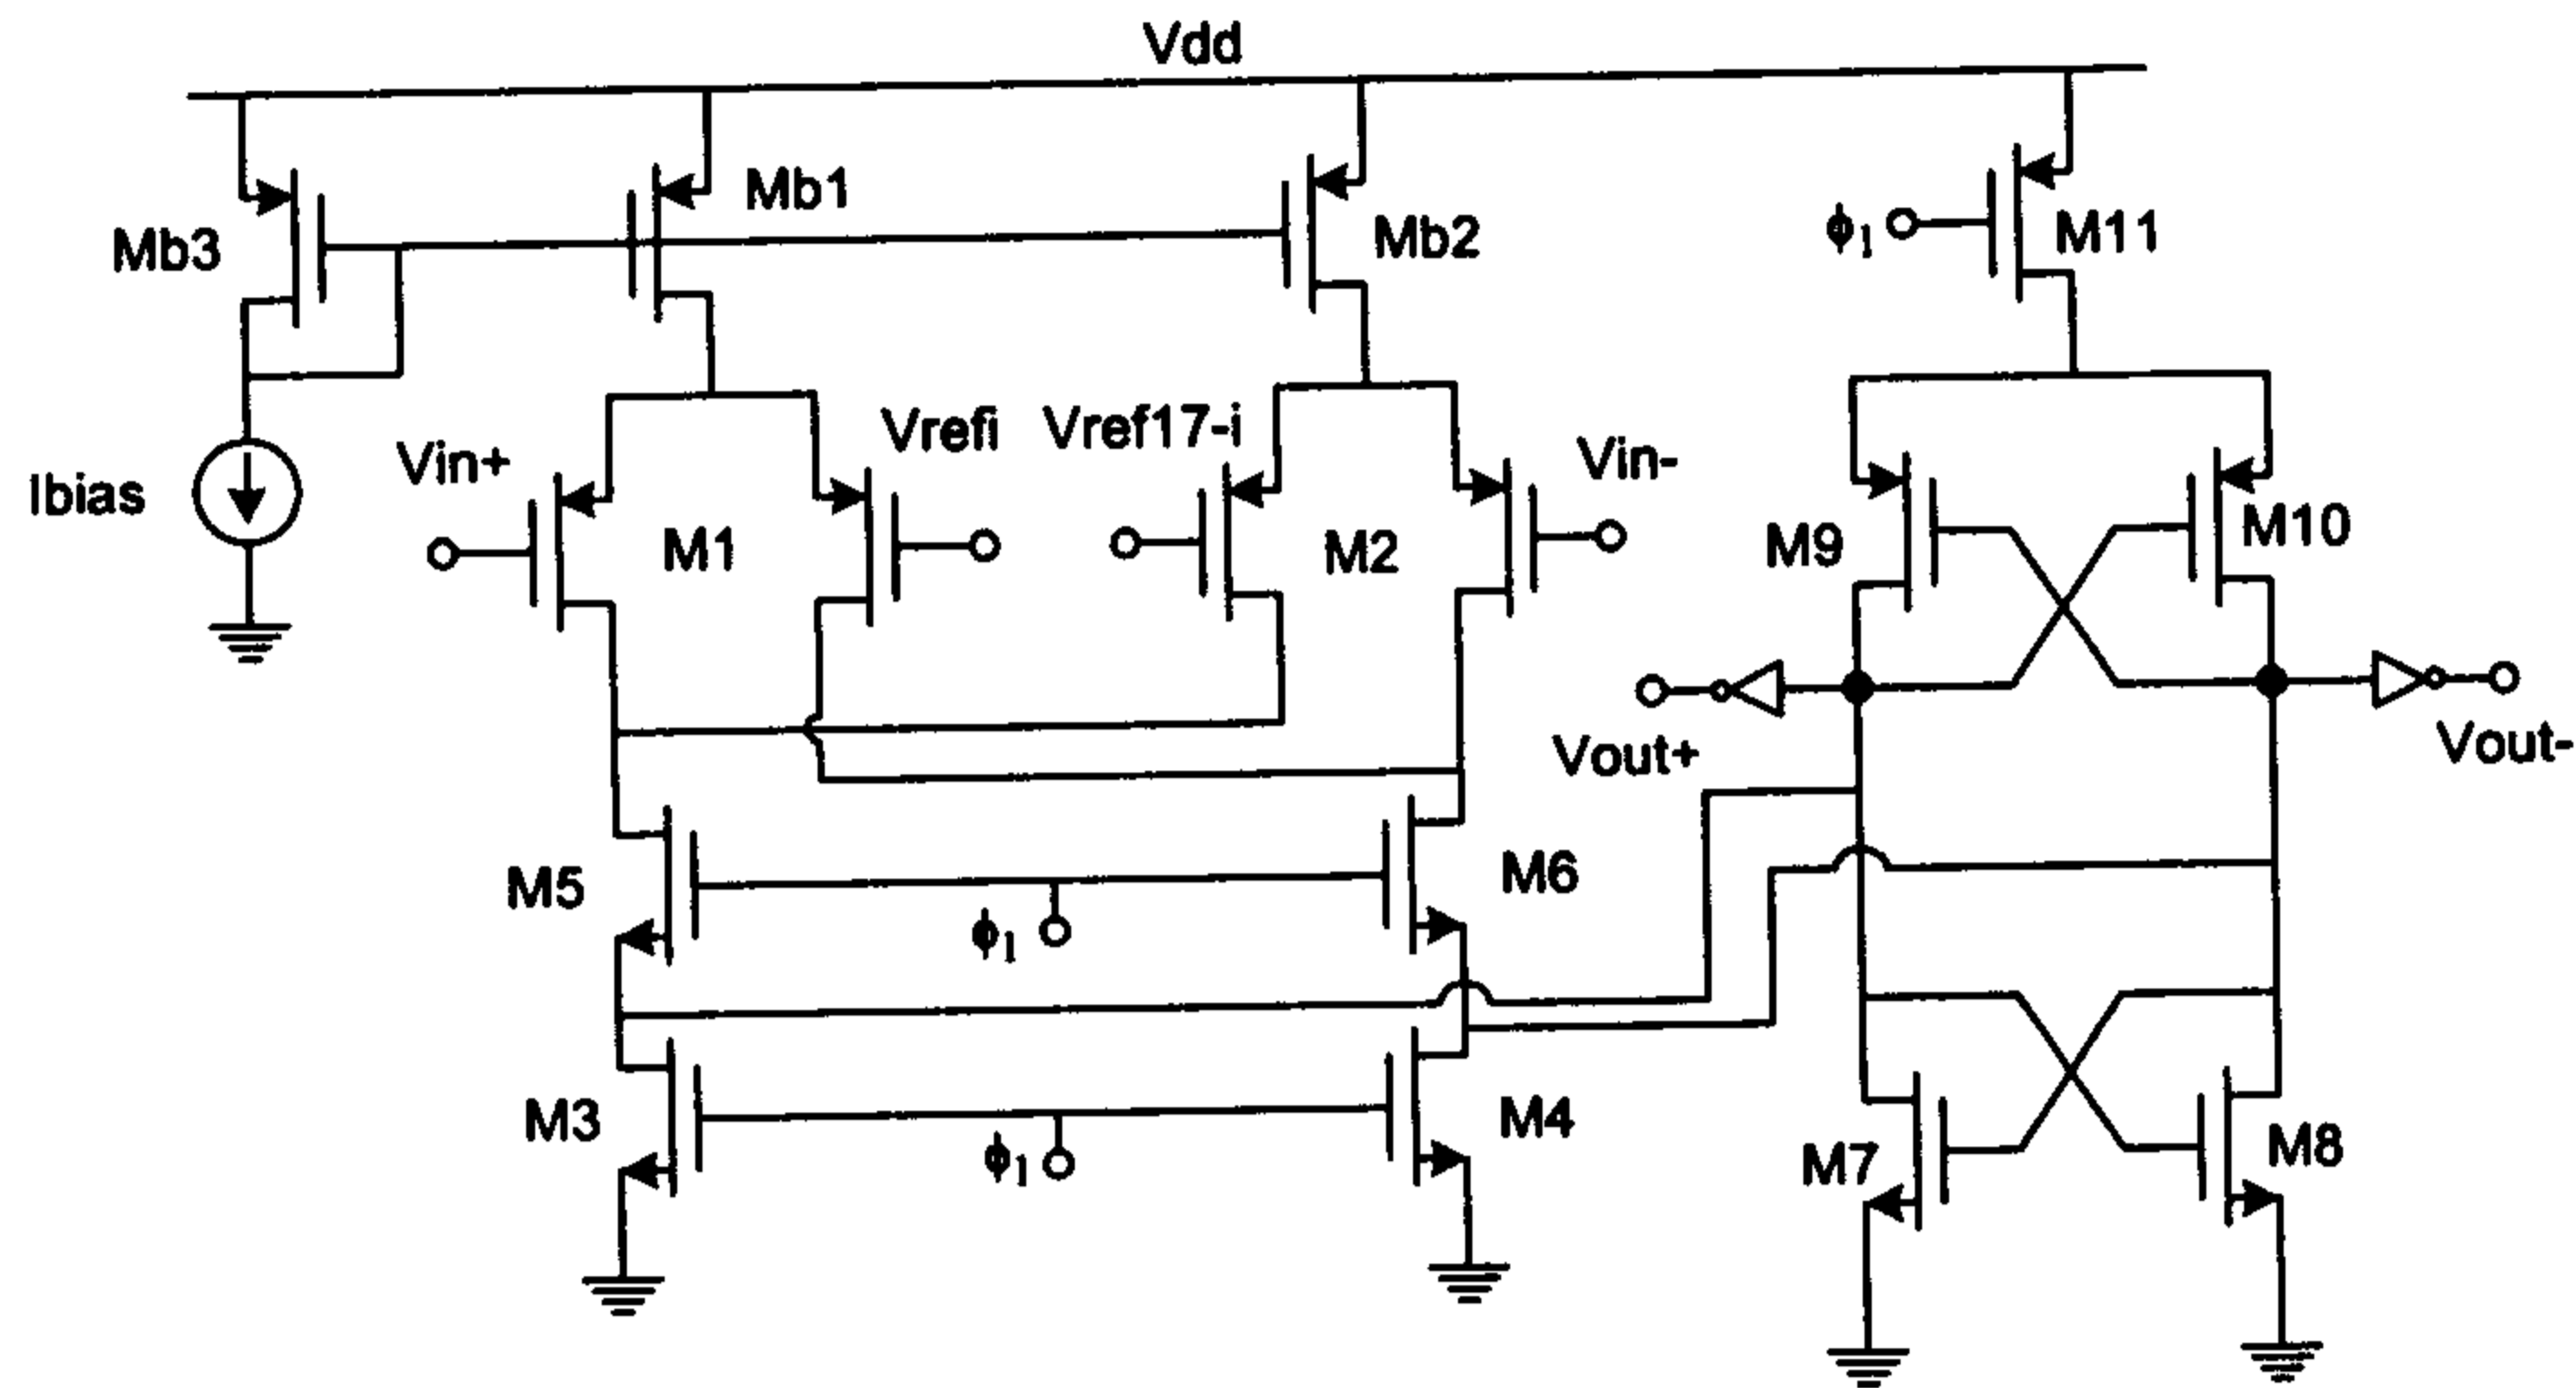 Vdd
Mb3
Mb1
Mb2
ϕ1
M11
Ibias
Vin+
M1
Vrefi
Vref17-i
M2
Vin-
M9
M10
Vout+
Vout-
M5
ϕ1
M6
M3
ϕ1
M4
M7
M8